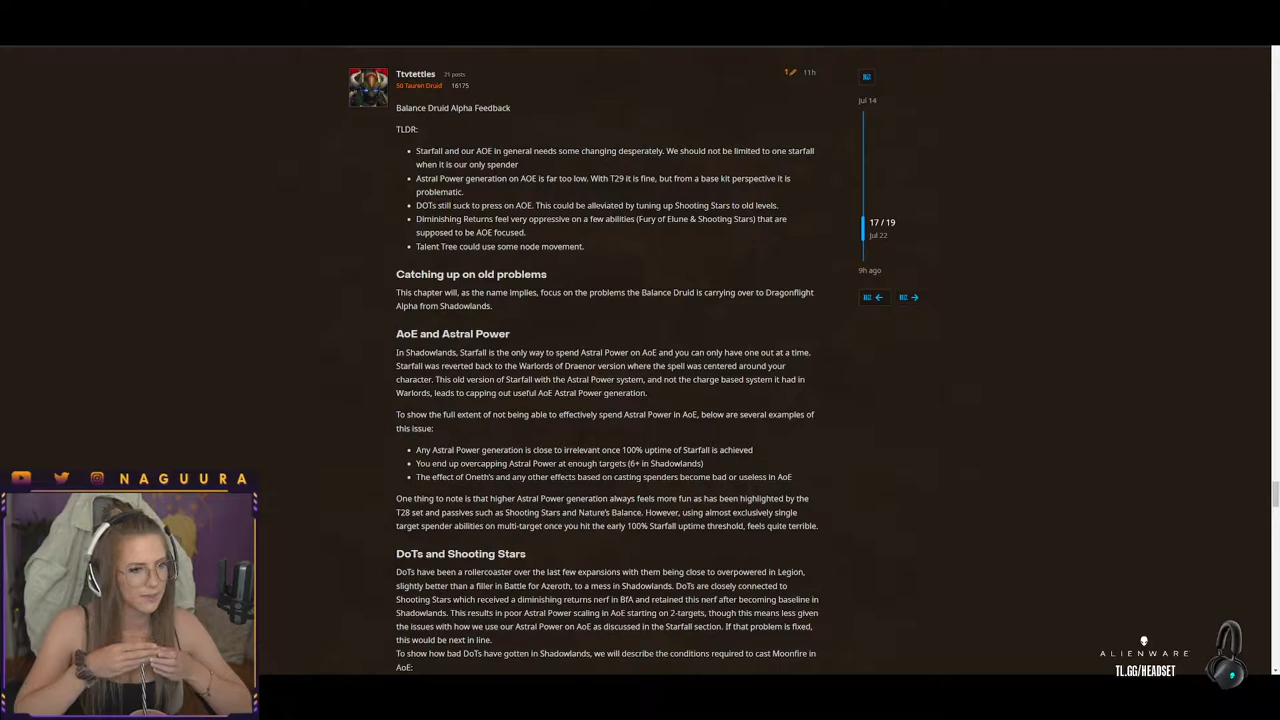 Ttvtettles 21 posts
1 11h
50 Tauren Druid 16175
Jul 14
Balance Druid Alpha Feedback
TLDR:
• Starfall and our AOE in general needs some changing desperately. We should not be limited to one starfall
when it is our only spender
• Astral Power generation on AOE is far too low. With T29 it is fine, but from a base kit perspective it is
problematic.
• DOTs still suck to press on AOE. This could be alleviated by tuning up Shooting Stars to old levels.
• Diminishing Returns feel very oppressive on a few abilities (Fury of Elune & Shooting Stars) that are
supposed to be AOE focused.
• Talent Tree could use some node movement.
17 / 19
Jul 22
9h ago
Catching up on old problems
This chapter will, as the name implies, focus on the problems the Balance Druid is carrying over to Dragonflight
Alpha from Shadowlands.
AoE and Astral Power
In Shadowlands, Starfall is the only way to spend Astral Power on AoE and you can only have one out at a time.
Starfall was reverted back to the Warlords of Draenor version where the spell was centered around your
character. This old version of Starfall with the Astral Power system, and not the charge based system it had in
Warlords, leads to capping out useful AoE Astral Power generation.
To show the full extent of not being able to effectively spend Astral Power in AoE, below are several examples of
this issue:
• Any Astral Power generation is close to irrelevant once 100% uptime of Starfall is achieved
• You end up overcapping Astral Power at enough targets (6+ in Shadowlands)
• The effect of Oneth's and any other effects based on casting spenders become bad or useless in AoE
One thing to note is that higher Astral Power generation always feels more fun as has been highlighted by the
T28 set and passives such as Shooting Stars and Nature's Balance. However, using almost exclusively single
target spender abilities on multi-target once you hit the early 100% Starfall uptime threshold, feels quite terrible.
DoTs and Shooting Stars
DoTs have been a rollercoaster over the last few expansions with them being close to overpowered in Legion,
slightly better than a filler in Battle for Azeroth, to a mess in Shadowlands. DoTs are closely connected to
Shooting Stars which received a diminishing returns nerf in BfA and retained this nerf after becoming baseline in
Shadowlands. This results in poor Astral Power scaling in AoE starting on 2-targets, though this means less given
the issues with how we use our Astral Power on AoE as discussed in the Starfall section. If that problem is fixed,
this would be next in line.
To show how bad DoTs have gotten in Shadowlands, we will describe the conditions required to cast Moonfire in
AoE:
NAGUURA
ALIENWARE
TL.GG/HEADSET